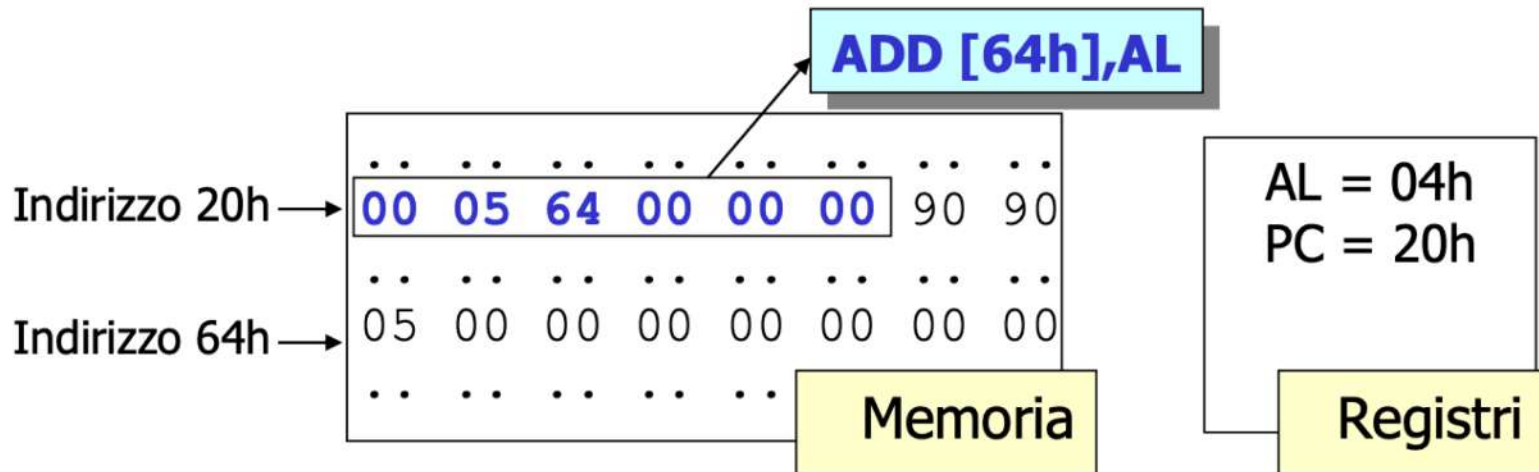 ADD [64h],AL
.. .. .. .. .. .. .. ..
Indirizzo 20h 00 05 64 00 00 00 90 90
.. .. .. .. .. .. .. ..
Indirizzo 64h 05 00 00 00 00 00 00 00
.. .. .. ..
Memoria
AL = 04h
PC = 20h
Registri